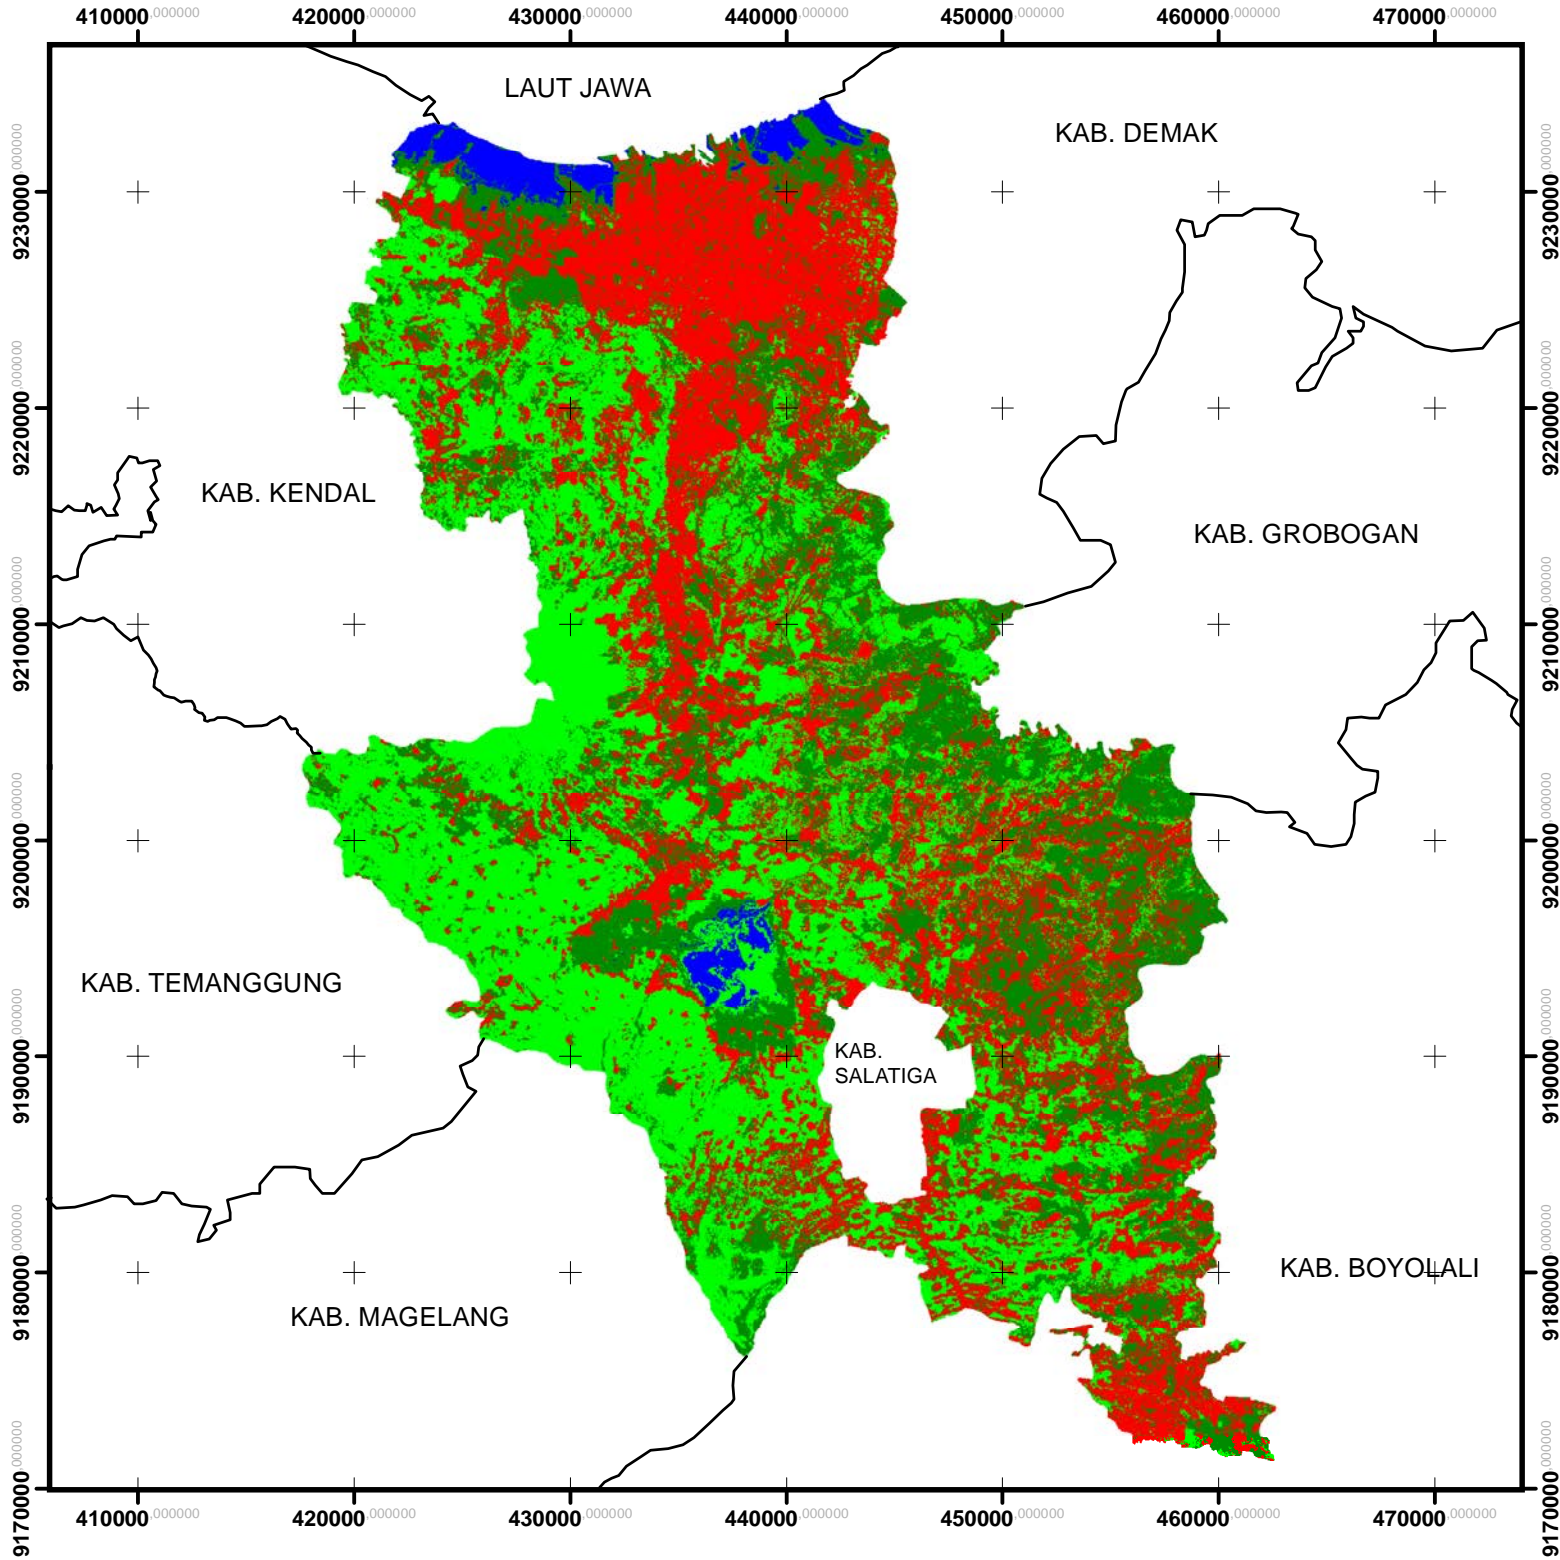 410000,000000 420000,000000 430000,000000 440000,000000 450000,000000 460000,000000 470000,000000
LAUT JAWA
KAB. DEMAK
9230000,000000 9230000,000000
9220000,000000 9220000,000000
KAB. KENDAL
KAB. GROBOGAN
9210000,000000 9210000,000000
9200000,000000 9200000,000000
KAB. TEMANGGUNG
KAB.
SALATIGA
9190000,000000 9190000,000000
KAB. BOYOLALI
9180000,000000 9180000,000000
KAB. MAGELANG
9170000,000000 9170000,000000
410000,000000 420000,000000 430000,000000 440000,000000 450000,000000 460000,000000 470000,000000